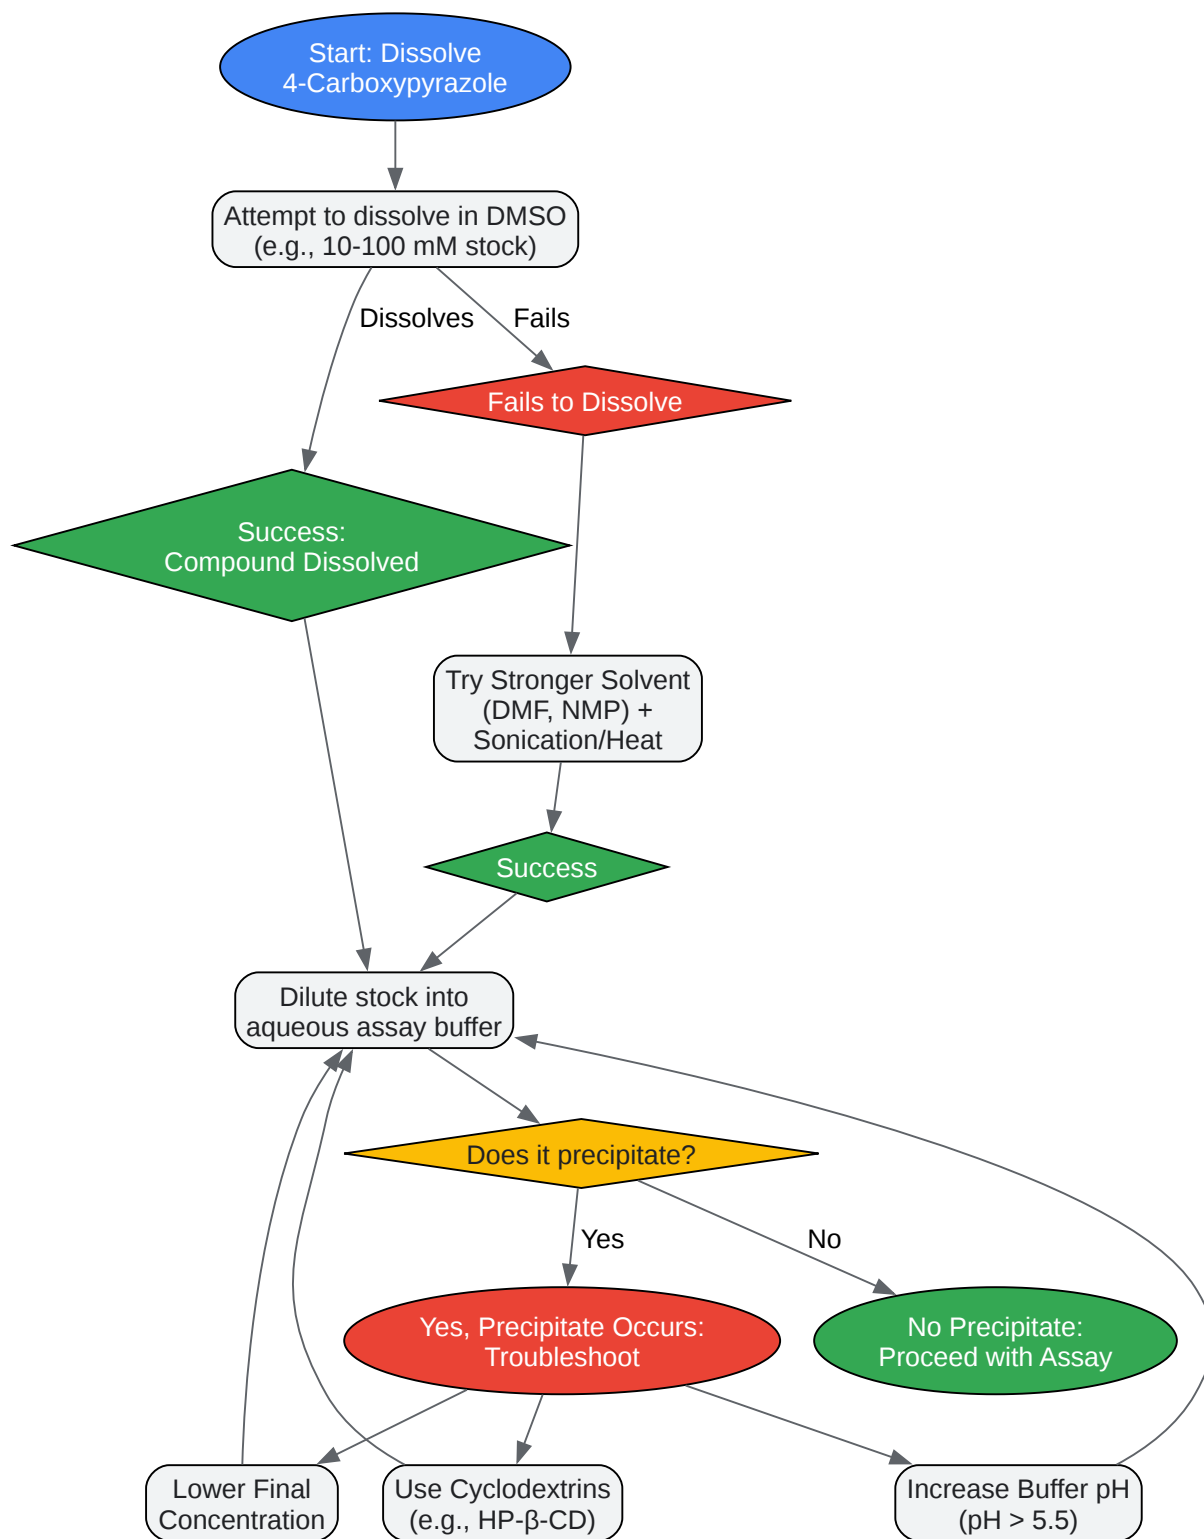 Start: Dissolve
4-Carboxypyrazole
Attempt to dissolve in DMSO
(e.g., 10-100 mM stock)
Dissolves
Fails
Fails to Dissolve
Success:
Compound Dissolved
Try Stronger Solvent
(DMF, NMP) +
Sonication/Heat
Success
Dilute stock into
aqueous assay buffer
Does it precipitate?
Yes
No
Yes, Precipitate Occurs:
Troubleshoot
No Precipitate:
Proceed with Assay
Lower Final
Concentration
Use Cyclodextrins
(e.g., HP-β-CD)
Increase Buffer pH
(pH > 5.5)